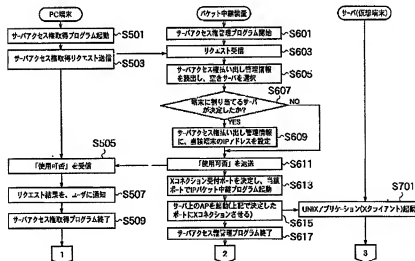 PC端末
サーバアクセス権取得プログラム起動
S501
サーバアクセス権取得リクエスト送信
S503
「使用可否」を受信
S505
リクエスト結果を、ユーザに通知
S507
サーバアクセス権取得プログラム終了
S509
1
パケット中継装置
サーバアクセス権管理プログラム開始
S601
リクエスト受信
S603
サーバアクセス権払い出し管理情報
を読出し、空きサーバを選択
S605
端末に割り当てるサーバ
が決定したか?
S607
NO
YES
サーバアクセス権払い出し管理情報
に、当該端末のIPアドレスを設定
S609
「使用可否」を返送
S611
Xコネクション受付ポートを決定し、当該
ポートでIPパケット中継プログラム起動
S613
サーバ上のAPを起動(上記で決定した
ポートにXコネクションさせる)
S615
サーバアクセス権管理プログラム終了
S617
2
サーバ(仮想端末)
S701
UNIXアプリケーション(Xクライアント)起動
3